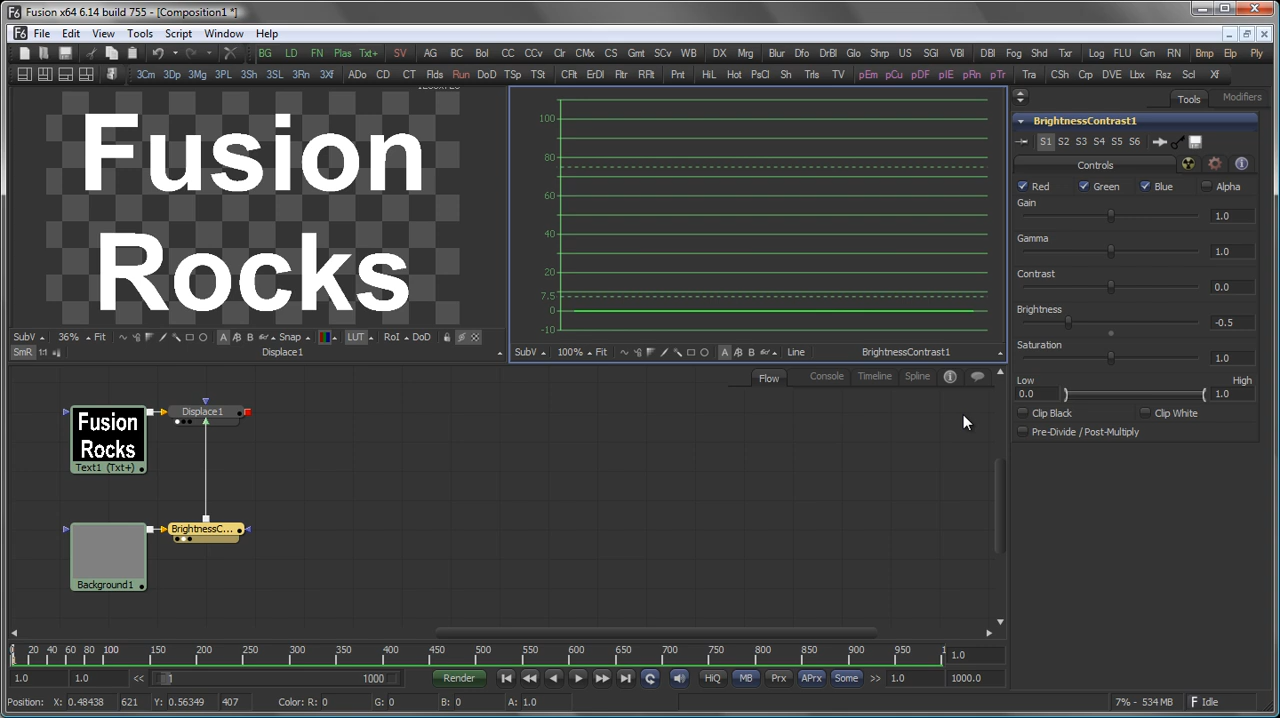 Fusion x64 6.14 build 755 - [Composition1 *]
File Edit View Tools Script Window Help
BG LD FN Plas Txt+ SV AG BC Bol CC CCv Clr CMx CS Gmt SCv WB DX Mrg Blur Dfo DrBl Glo Shrp US SGl VBl DBl Fog Shd Txr Log FLU Gm RN Bmp Elp Ply
3Cm 3Dp 3Mg 3PL 3Sh 3SL 3Rn 3Xf ADo CD CT Flds Run DoD TSp TSt CFlt ErDl Fltr RFlt Pnt HiL Hot PsCl Sh Trls TV pEm pCu pDF pIE pRn pTr Tra CSh Crp DVE Lbx Rsz Scl Xf
Fusion
Rocks
SubV 36% Fit A B Snap LUT RoI DoD
SmR 1:1 Displace1
100
80
60
40
20
7.5
0
-10
SubV 100% Fit A B Line BrightnessContrast1
Tools Modifiers
BrightnessContrast1
S1 S2 S3 S4 S5 S6
Controls
Red Green Blue Alpha
Gain
1.0
Gamma
1.0
Contrast
0.0
Brightness
-0.5
Saturation
1.0
Low High
0.0 1.0
Clip Black Clip White
Pre-Divide / Post-Multiply
Flow Console Timeline Spline
Fusion
Rocks
Text1 (Txt+)
Displace1
BrightnessC...
Background1
0 20 40 60 80 100 150 200 250 300 350 400 450 500 550 600 650 700 750 800 850 900 950 1
1.0
1.0 1.0 << 1 1000 Render HiQ MB Prx APrx Some >> 1.0 1000.0
Position: X: 0.48438 621 Y: 0.56349 407 Color: R: 0 G: 0 B: 0 A: 1.0 7% - 534 MB Idle